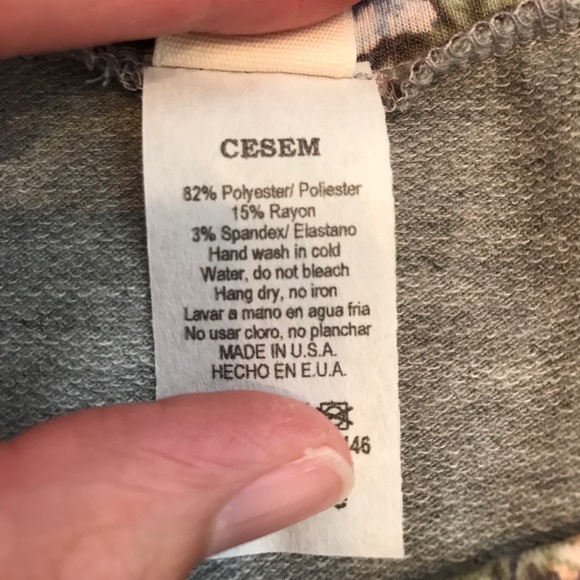 CESEM
82% Polyester/ Poliester
15% Rayon
3% Spandex/ Elastano
Hand wash in cold
Water, do not bleach
Hang dry, no iron
Lavar a mano en agua fria
No usar cloro, no planchar
MADE IN U.S.A.
HECHO EN E.U.A.
146